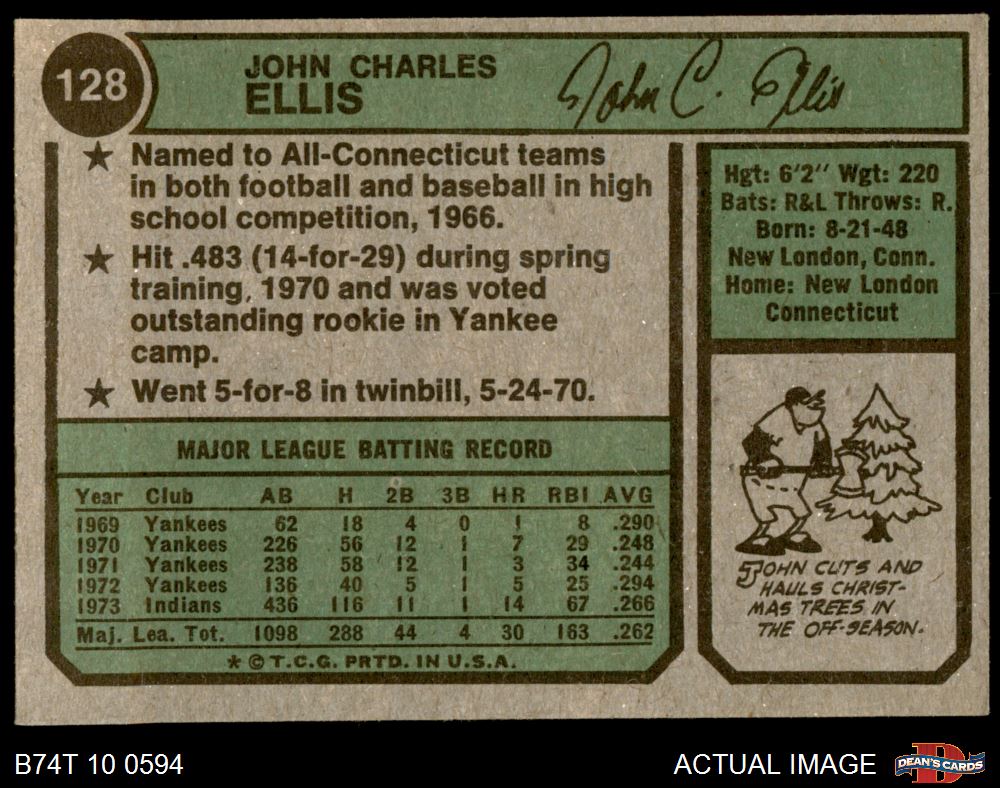 128
JOHN CHARLES
ELLIS
John C. Ellis
★ Named to All-Connecticut teams
in both football and baseball in high
school competition, 1966.
★ Hit .483 (14-for-29) during spring
training, 1970 and was voted
outstanding rookie in Yankee
camp.
★ Went 5-for-8 in twinbill, 5-24-70.
Hgt: 6'2" Wgt: 220
Bats: R&L Throws: R.
Born: 8-21-48
New London, Conn.
Home: New London
Connecticut
MAJOR LEAGUE BATTING RECORD
Year Club AB H 2B 3B HR RBI AVG
1969 Yankees 62 18 4 0 1 8 .290
1970 Yankees 226 56 12 1 7 29 .248
1971 Yankees 238 58 12 1 3 34 .244
1972 Yankees 136 40 5 1 5 25 .294
1973 Indians 436 116 11 1 14 67 .266
Maj. Lea. Tot. 1098 288 44 4 30 163 .262
* © T.C.G. PRTD. IN U.S.A.
JOHN CUTS AND
HAULS CHRIST-
MAS TREES IN
THE OFF-SEASON.
B74T 10 0594
ACTUAL IMAGE
D
DEAN'S CARDS